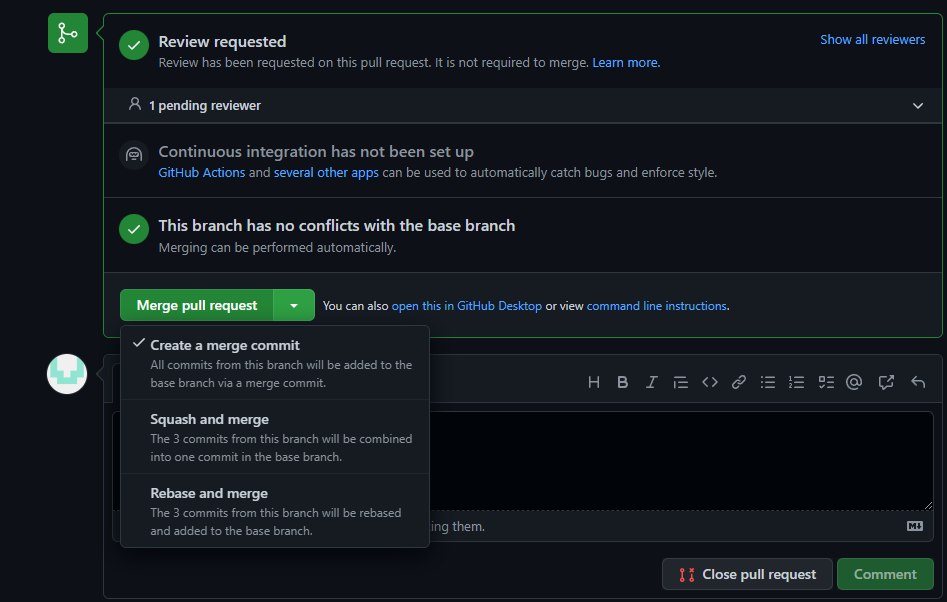 Review requested
Show all reviewers
Review has been requested on this pull request. It is not required to merge. Learn more.
1 pending reviewer
Continuous integration has not been set up
GitHub Actions and several other apps can be used to automatically catch bugs and enforce style.
This branch has no conflicts with the base branch
Merging can be performed automatically.
Merge pull request
You can also open this in GitHub Desktop or view command line instructions.
Create a merge commit
All commits from this branch will be added to the
base branch via a merge commit.
Squash and merge
The 3 commits from this branch will be combined
into one commit in the base branch.
Rebase and merge
The 3 commits from this branch will be rebased
and added to the base branch.
them.
Close pull request
Comment